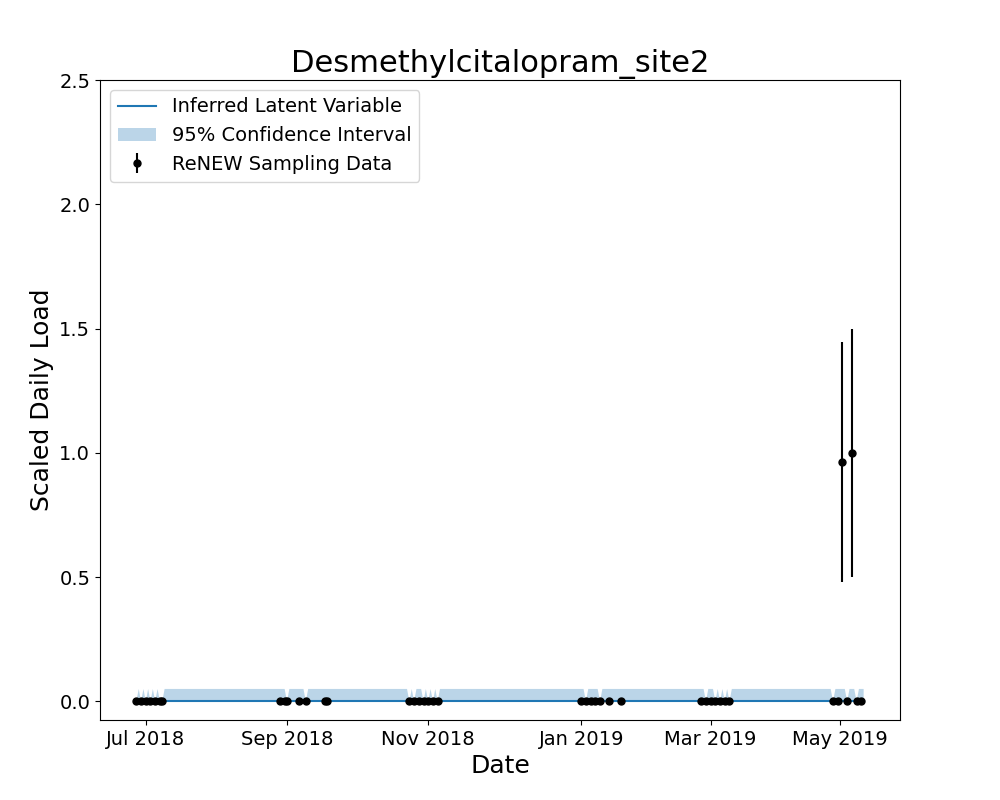 Desmethylcitalopram_site2
2.5
2.0
1.5
1.0
0.5
0.0
Scaled Daily Load
Inferred Latent Variable
95% Confidence Interval
ReNEW Sampling Data
Jul 2018 Sep 2018 Nov 2018 Jan 2019 Mar 2019 May 2019
Date